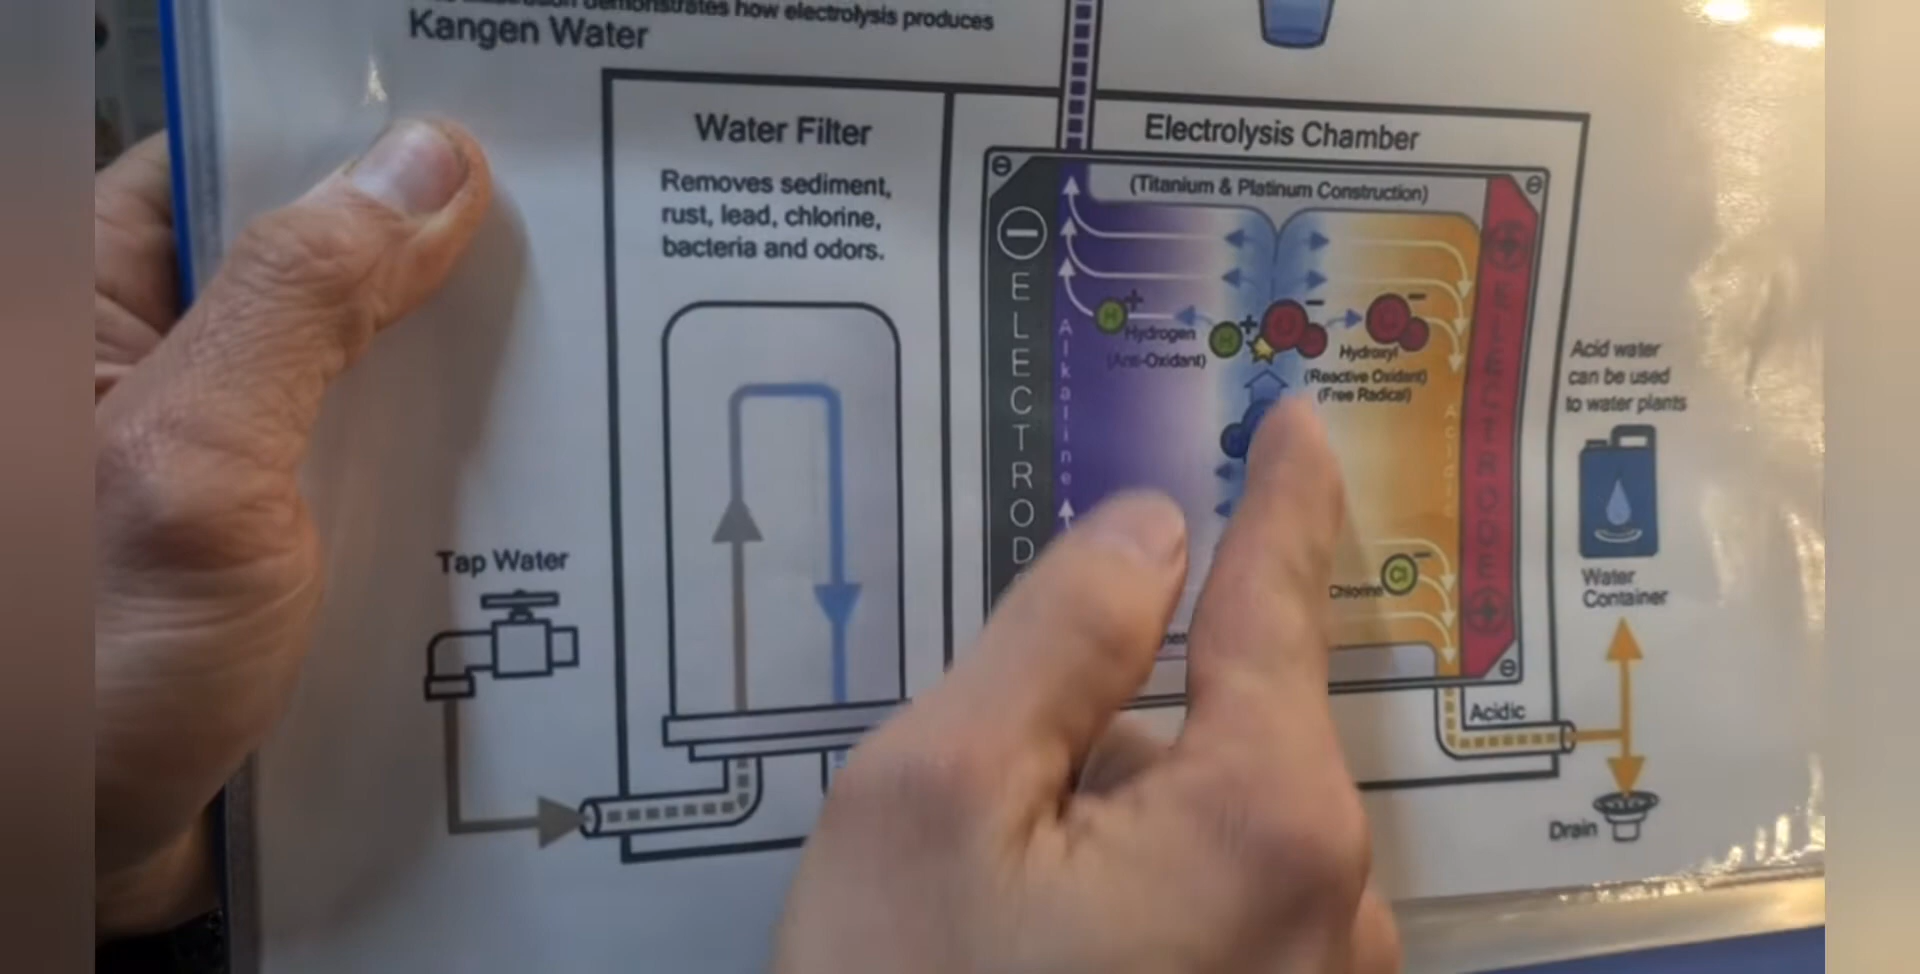 demonstrates how electrolysis produces
Kangen Water
Water Filter
Removes sediment,
rust, lead, chlorine,
bacteria and odors.
Electrolysis Chamber
(Titanium & Platinum Construction)
ELECTROD
Alkaline
H
Hydrogen
(Anti-Oxidant)
H
Hydroxyl
(Reactive Oxidant)
(Free Radical)
Acidic
ELECTRODE
Chlorine
Cl
Acid water
can be used
to water plants
Water
Container
Tap Water
Acidic
Drain